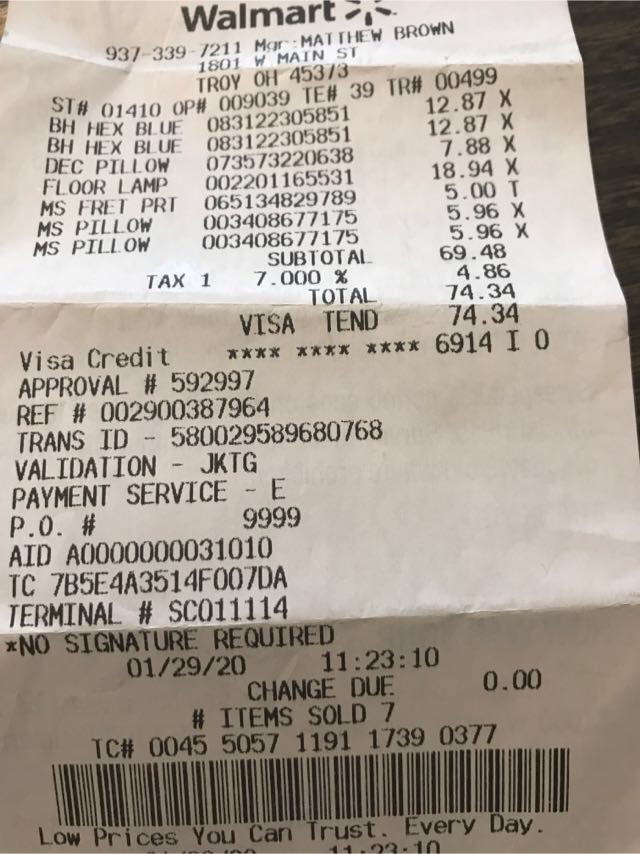 Walmart
937-339-7211 Mgr:MATTHEW BROWN
1801 W MAIN ST
TROY OH 45373
ST# 01410 OP# 009039 TE# 39 TR# 00499
BH HEX BLUE 083122305851 12.87 X
BH HEX BLUE 083122305851 12.87 X
DEC PILLOW 073573220638 7.88 X
FLOOR LAMP 002201165531 18.94 X
MS FRET PRT 065134829789 5.00 T
MS PILLOW 003408677175 5.96 X
MS PILLOW 003408677175 5.96 X
SUBTOTAL 69.48
TAX 1 7.000 % 4.86
TOTAL 74.34
VISA TEND 74.34
Visa Credit **** **** **** 6914 I 0
APPROVAL # 592997
REF # 002900387964
TRANS ID - 580029589680768
VALIDATION - JKTG
PAYMENT SERVICE - E
P.O. # 9999
AID A0000000031010
TC 7B5E4A3514F007DA
TERMINAL # SC011114
*NO SIGNATURE REQUIRED
01/29/20 11:23:10
CHANGE DUE 0.00
# ITEMS SOLD 7
TC# 0045 5057 1191 1739 0377
Low Prices You Can Trust. Every Day.
11:23:10